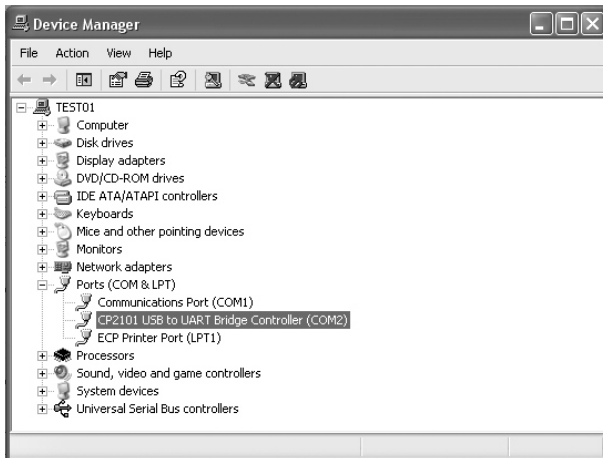 Device Manager
File Action View Help
TEST01
Computer
Disk drives
Display adapters
DVD/CD-ROM drives
IDE ATA/ATAPI controllers
Keyboards
Mice and other pointing devices
Monitors
Network adapters
Ports (COM & LPT)
Communications Port (COM1)
CP2101 USB to UART Bridge Controller (COM2)
ECP Printer Port (LPT1)
Processors
Sound, video and game controllers
System devices
Universal Serial Bus controllers